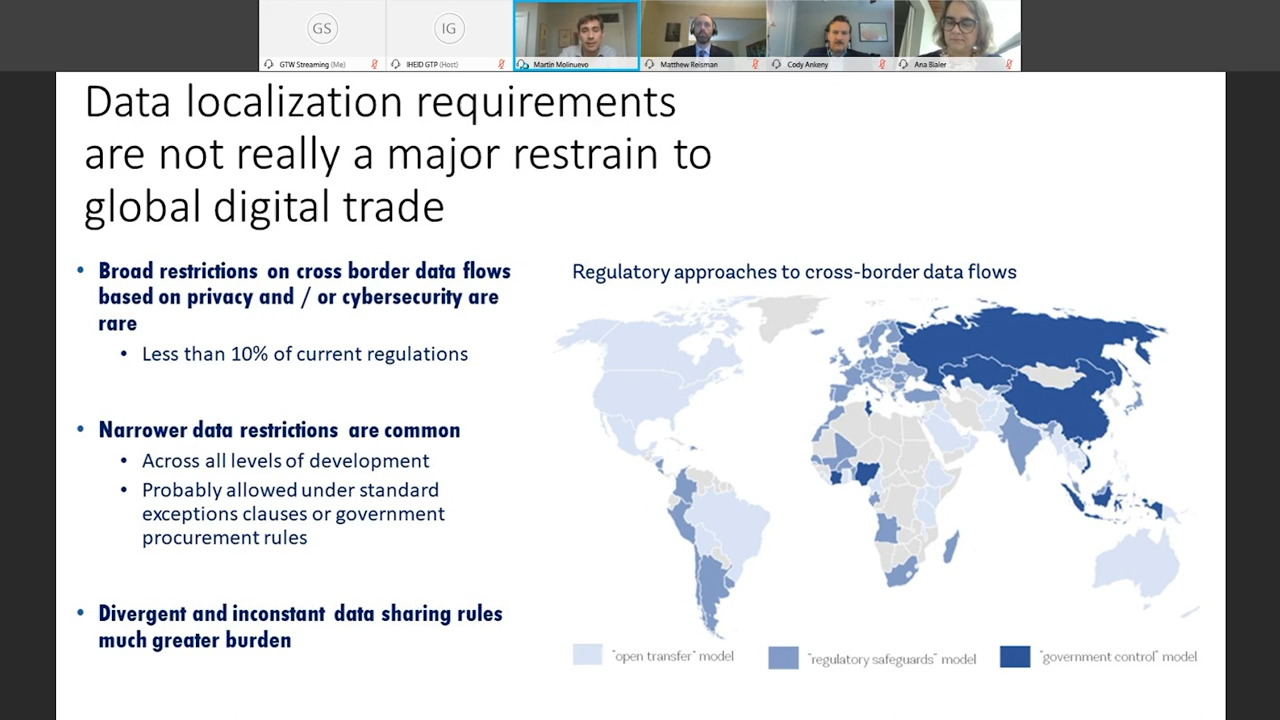 GS
IG
GTW Streaming (Me)
IHEID GTP (Host)
Martin Molinuevo
Matthew Reisman
Cody Ankeny
Ana Bialer
Data localization requirements
are not really a major restrain to
global digital trade
• Broad restrictions on cross border data flows
based on privacy and / or cybersecurity are
rare
• Less than 10% of current regulations
• Narrower data restrictions are common
• Across all levels of development
• Probably allowed under standard
exceptions clauses or government
procurement rules
• Divergent and inconstant data sharing rules
much greater burden
Regulatory approaches to cross-border data flows
"open transfer" model
"regulatory safeguards" model
"government control" model